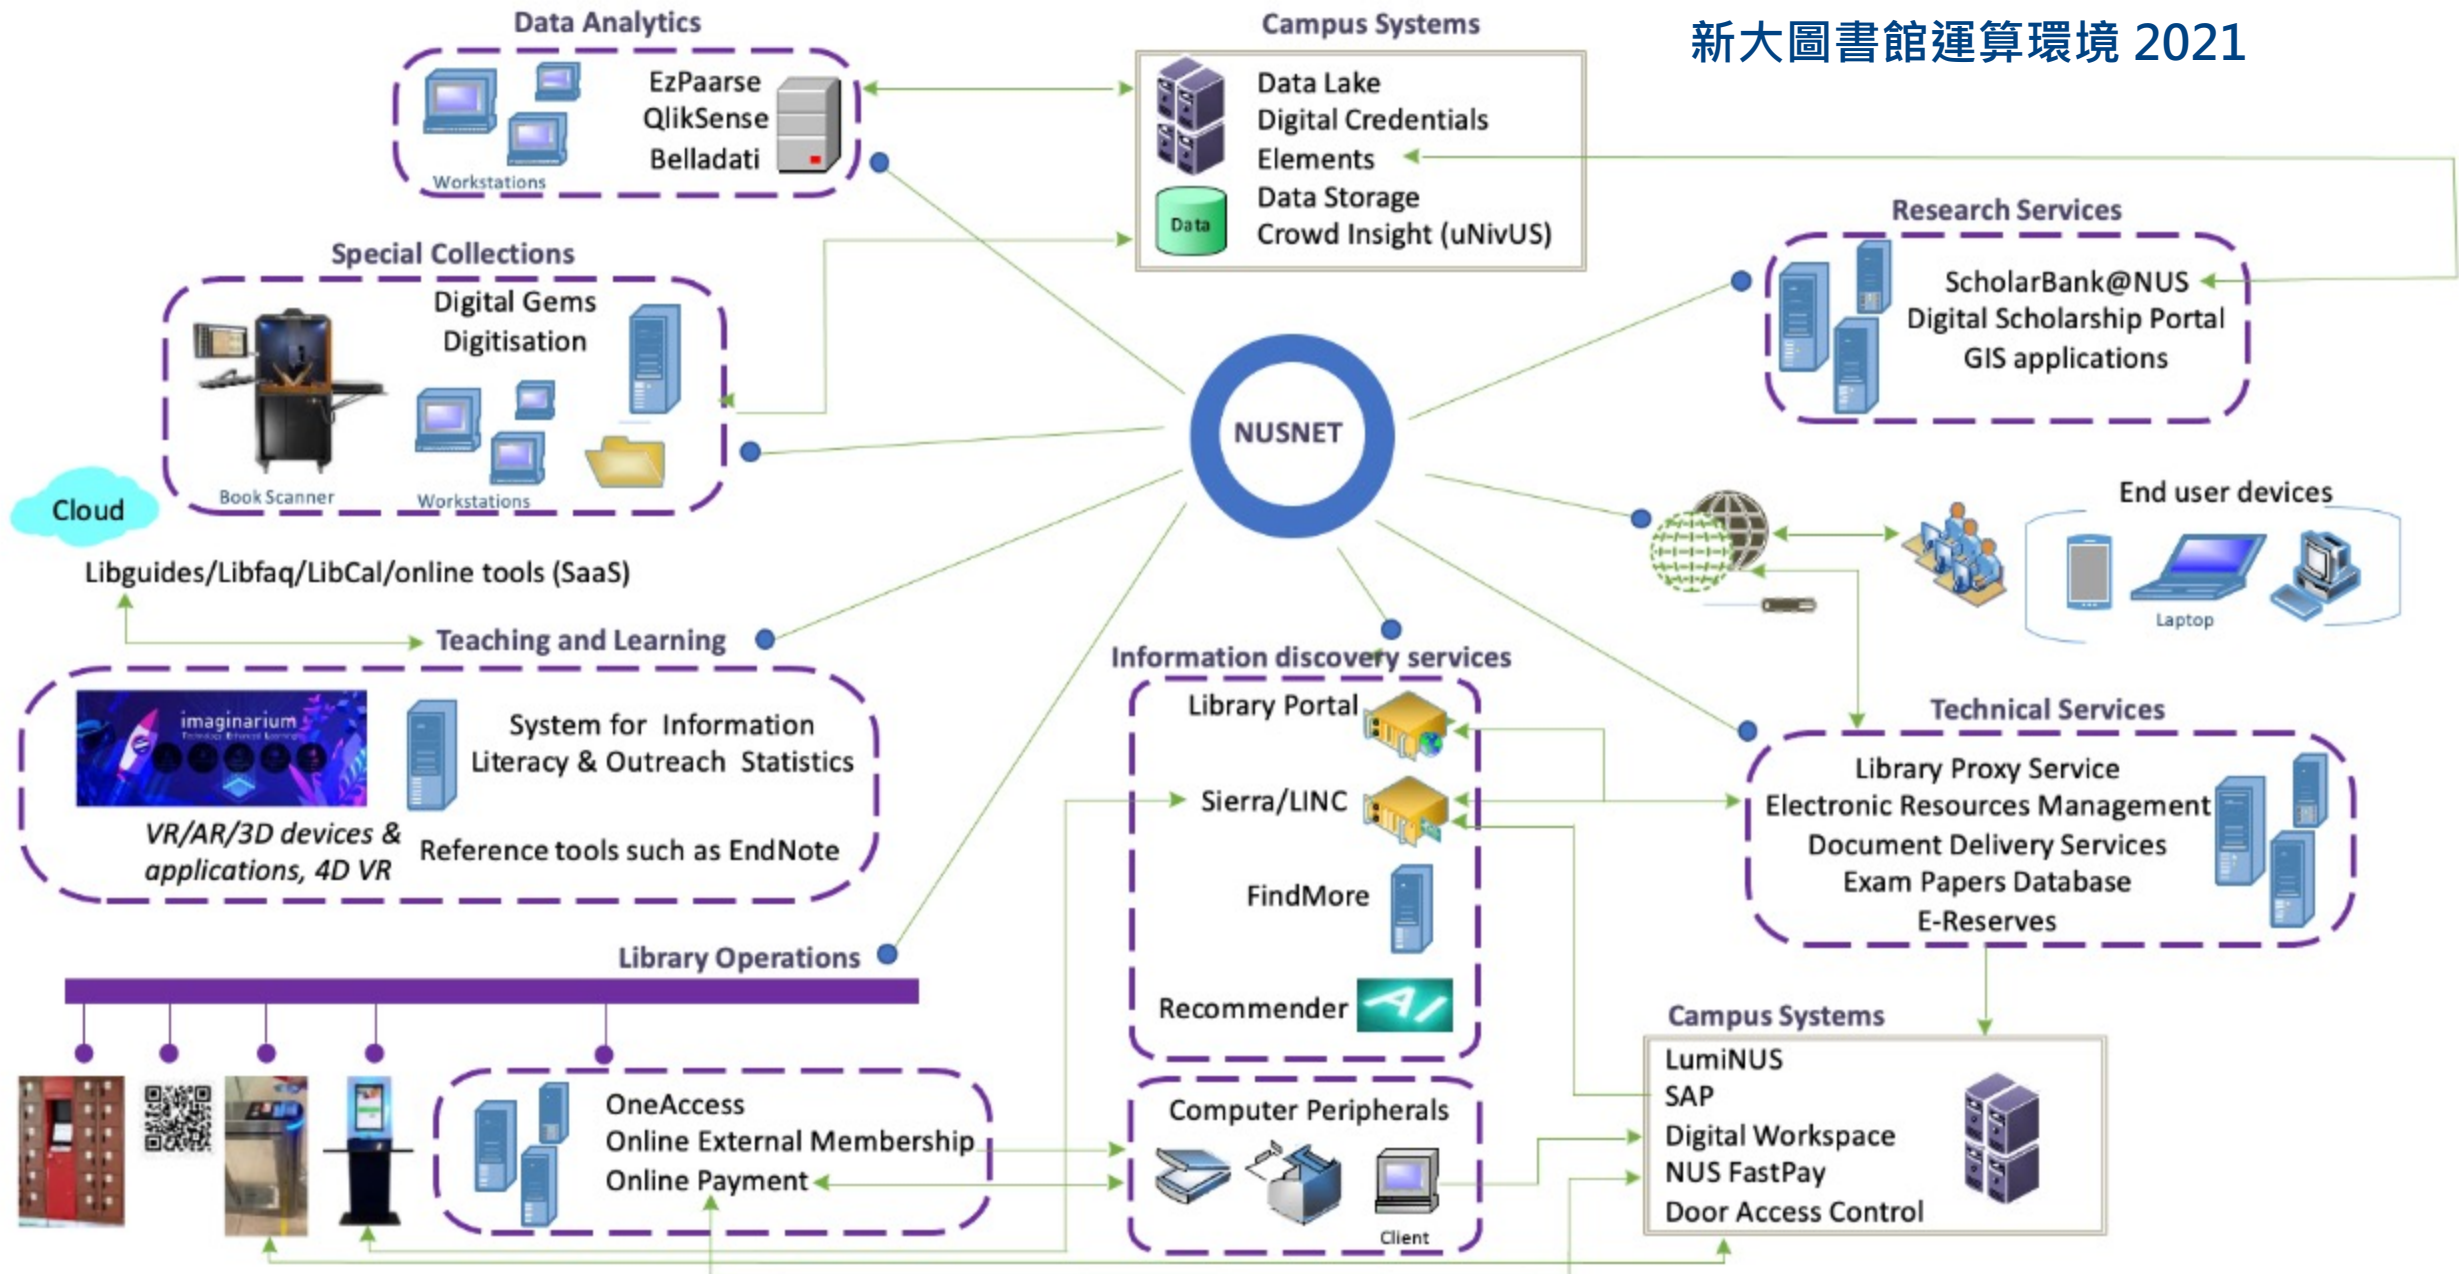 新大圖書館運算環境 2021
Data Analytics
EzPaarse
QlikSense
Belladati
Workstations
Campus Systems
Data Lake
Digital Credentials
Elements
Data Storage
Crowd Insight (uNivUS)
Data
Research Services
ScholarBank@NUS
Digital Scholarship Portal
GIS applications
Special Collections
Digital Gems
Digitisation
Book Scanner
Workstations
NUSNET
Cloud
Libguides/Libfaq/LibCal/online tools (SaaS)
End user devices
Laptop
Teaching and Learning
imaginarium
Technology Enhanced Learning
System for Information
Literacy & Outreach Statistics
VR/AR/3D devices &
applications, 4D VR
Reference tools such as EndNote
Information discovery services
Library Portal
Sierra/LINC
FindMore
Recommender
AI
Technical Services
Library Proxy Service
Electronic Resources Management
Document Delivery Services
Exam Papers Database
E-Reserves
Library Operations
OneAccess
Online External Membership
Online Payment
Computer Peripherals
Client
Campus Systems
LumiNUS
SAP
Digital Workspace
NUS FastPay
Door Access Control